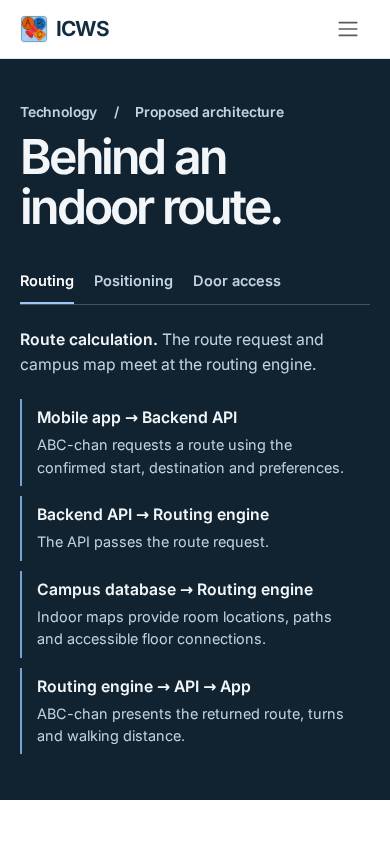 ICWS
Technology / Proposed architecture
Behind an
indoor route.
Routing Positioning Door access
Route calculation. The route request and
campus map meet at the routing engine.
Mobile app → Backend API
ABC-chan requests a route using the
confirmed start, destination and preferences.
Backend API → Routing engine
The API passes the route request.
Campus database → Routing engine
Indoor maps provide room locations, paths
and accessible floor connections.
Routing engine → API → App
ABC-chan presents the returned route, turns
and walking distance.